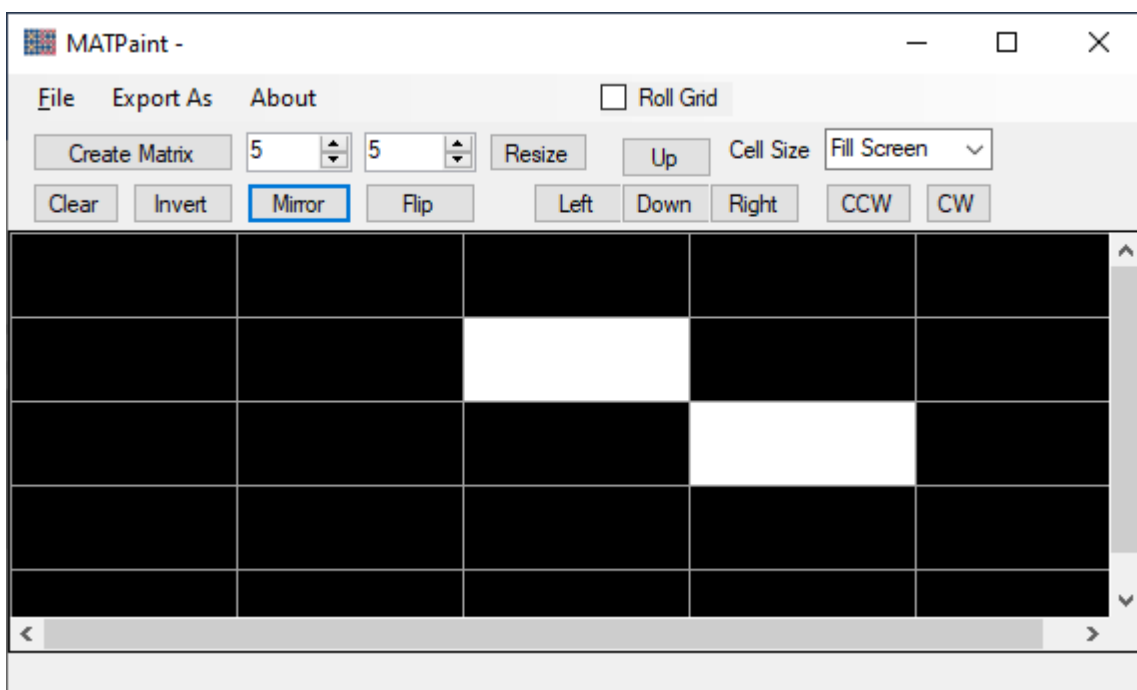 MATPaint -
File Export As About Roll Grid
Create Matrix 5 5 Resize Up Cell Size Fill Screen
Clear Invert Mirror Flip Left Down Right CCW CW